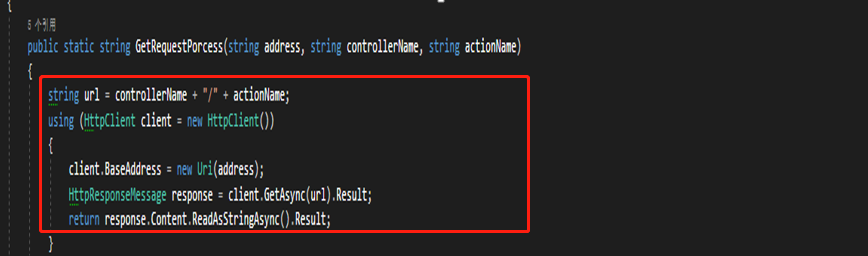 {
5 个引用
public static string GetRequestPorcess(string address, string controllerName, string actionName)
{
string url = controllerName + "/" + actionName;
using (HttpClient client = new HttpClient())
{
client.BaseAddress = new Uri(address);
HttpResponseMessage response = client.GetAsync(url).Result;
return response.Content.ReadAsStringAsync().Result;
}